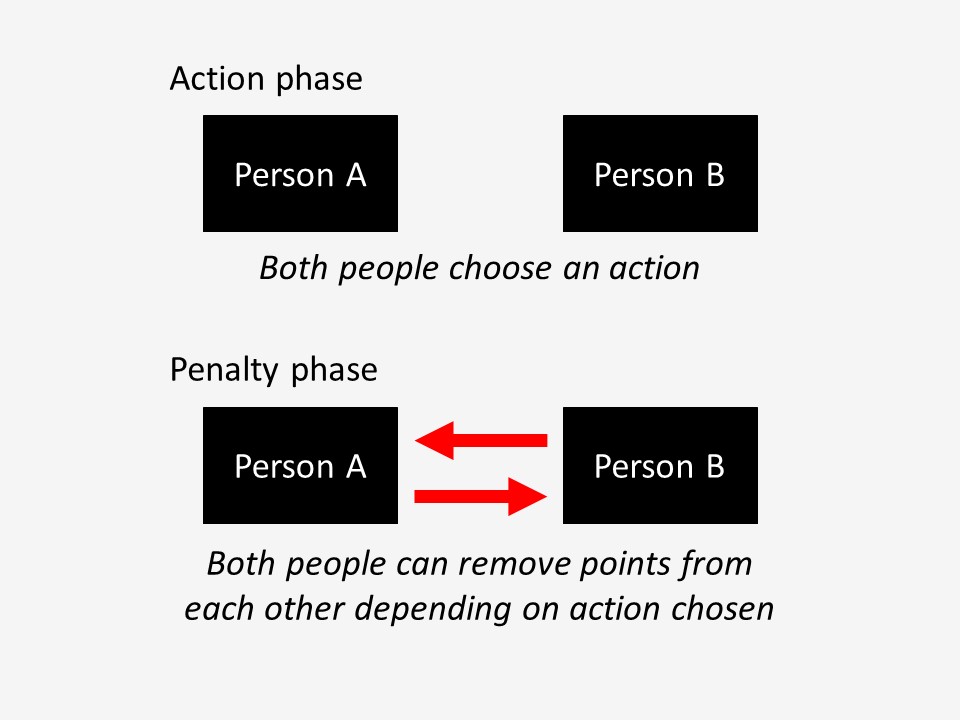 Action phase
Person A
Person B
Both people choose an action
Penalty phase
Person A
Person B
Both people can remove points from
each other depending on action chosen